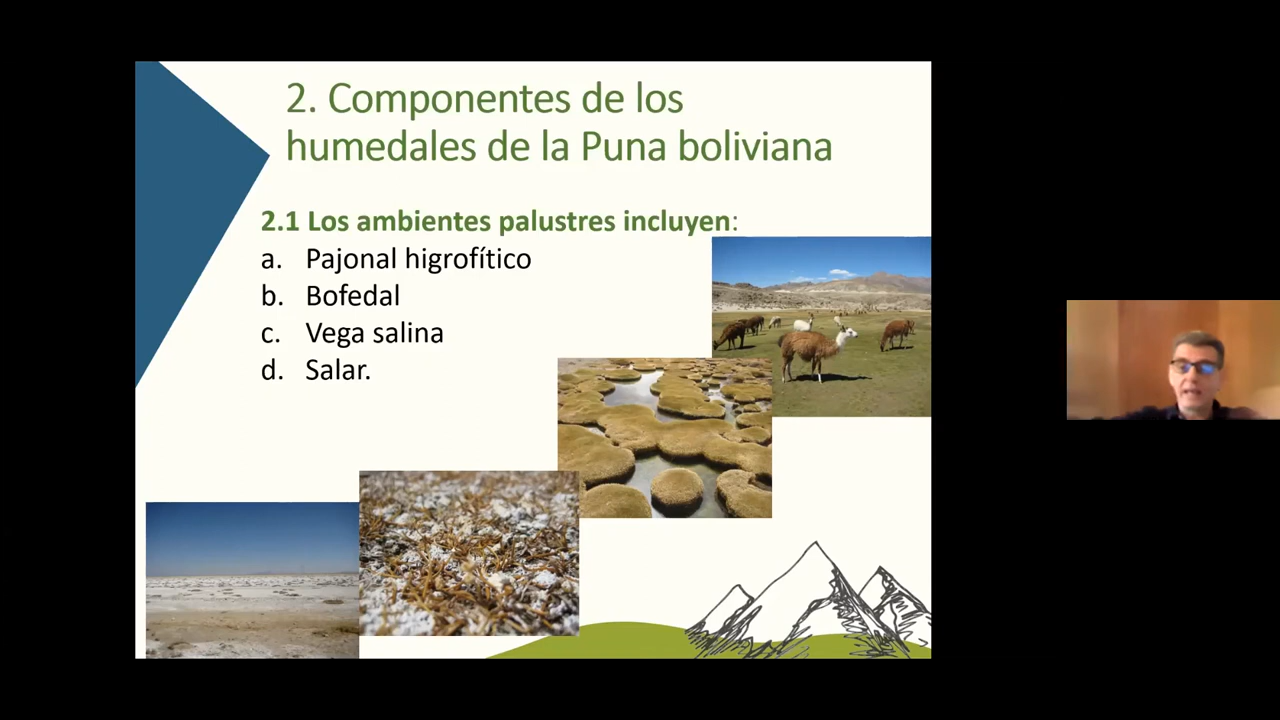 2. Componentes de los
humedales de la Puna boliviana
2.1 Los ambientes palustres incluyen:
a. Pajonal higrofítico
b. Bofedal
c. Vega salina
d. Salar.